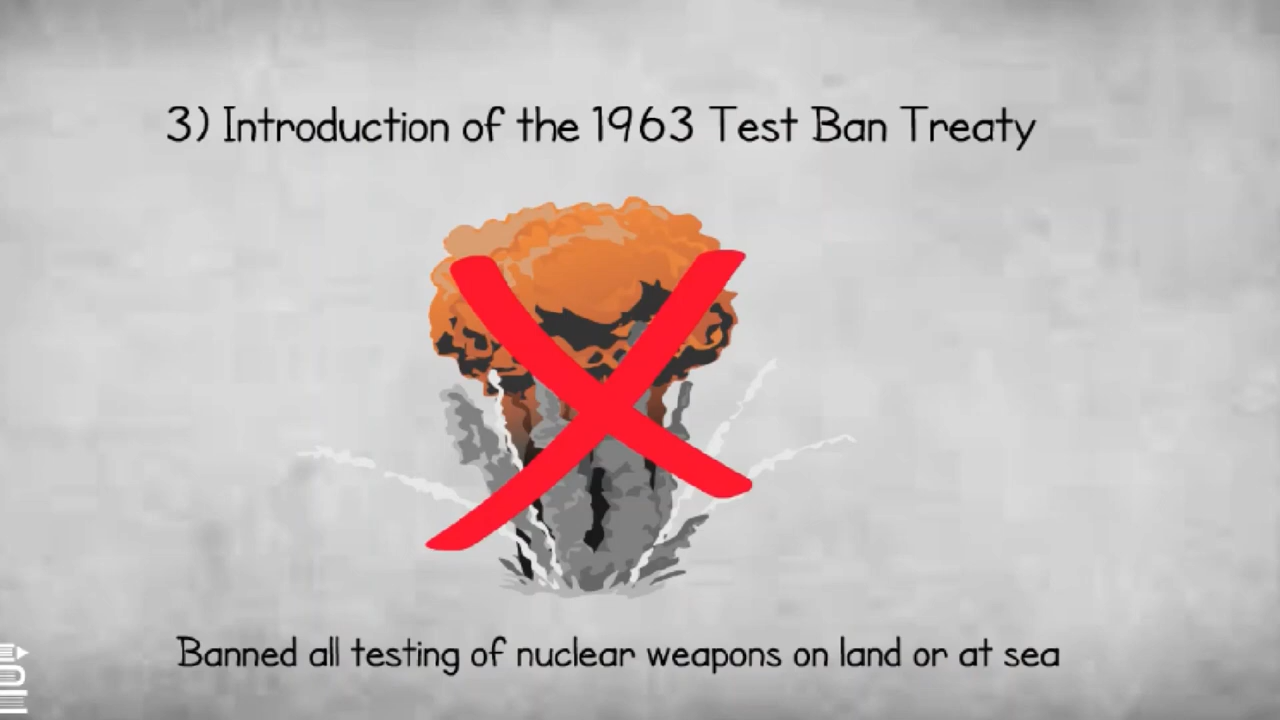 3) Introduction of the 1963 Test Ban Treaty
Banned all testing of nuclear weapons on land or at sea